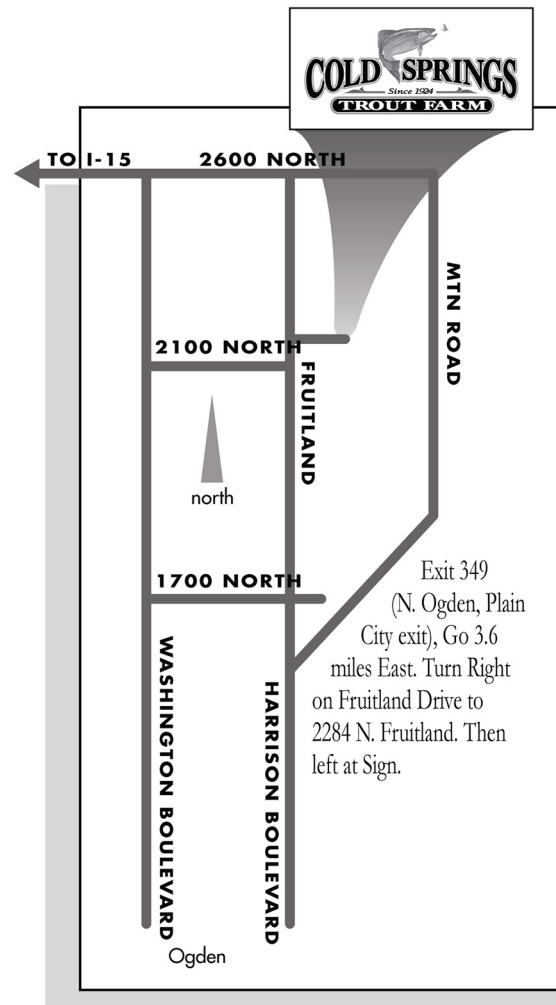 COLD SPRINGS
Since 1924
TROUT FARM
TO I-15
2600 NORTH
MTN ROAD
2100 NORTH
FRUITLAND
north
1700 NORTH
Exit 349
(N. Ogden, Plain
City exit), Go 3.6
miles East. Turn Right
on Fruitland Drive to
2284 N. Fruitland. Then
left at Sign.
WASHINGTON BOULEVARD
HARRISON BOULEVARD
Ogden